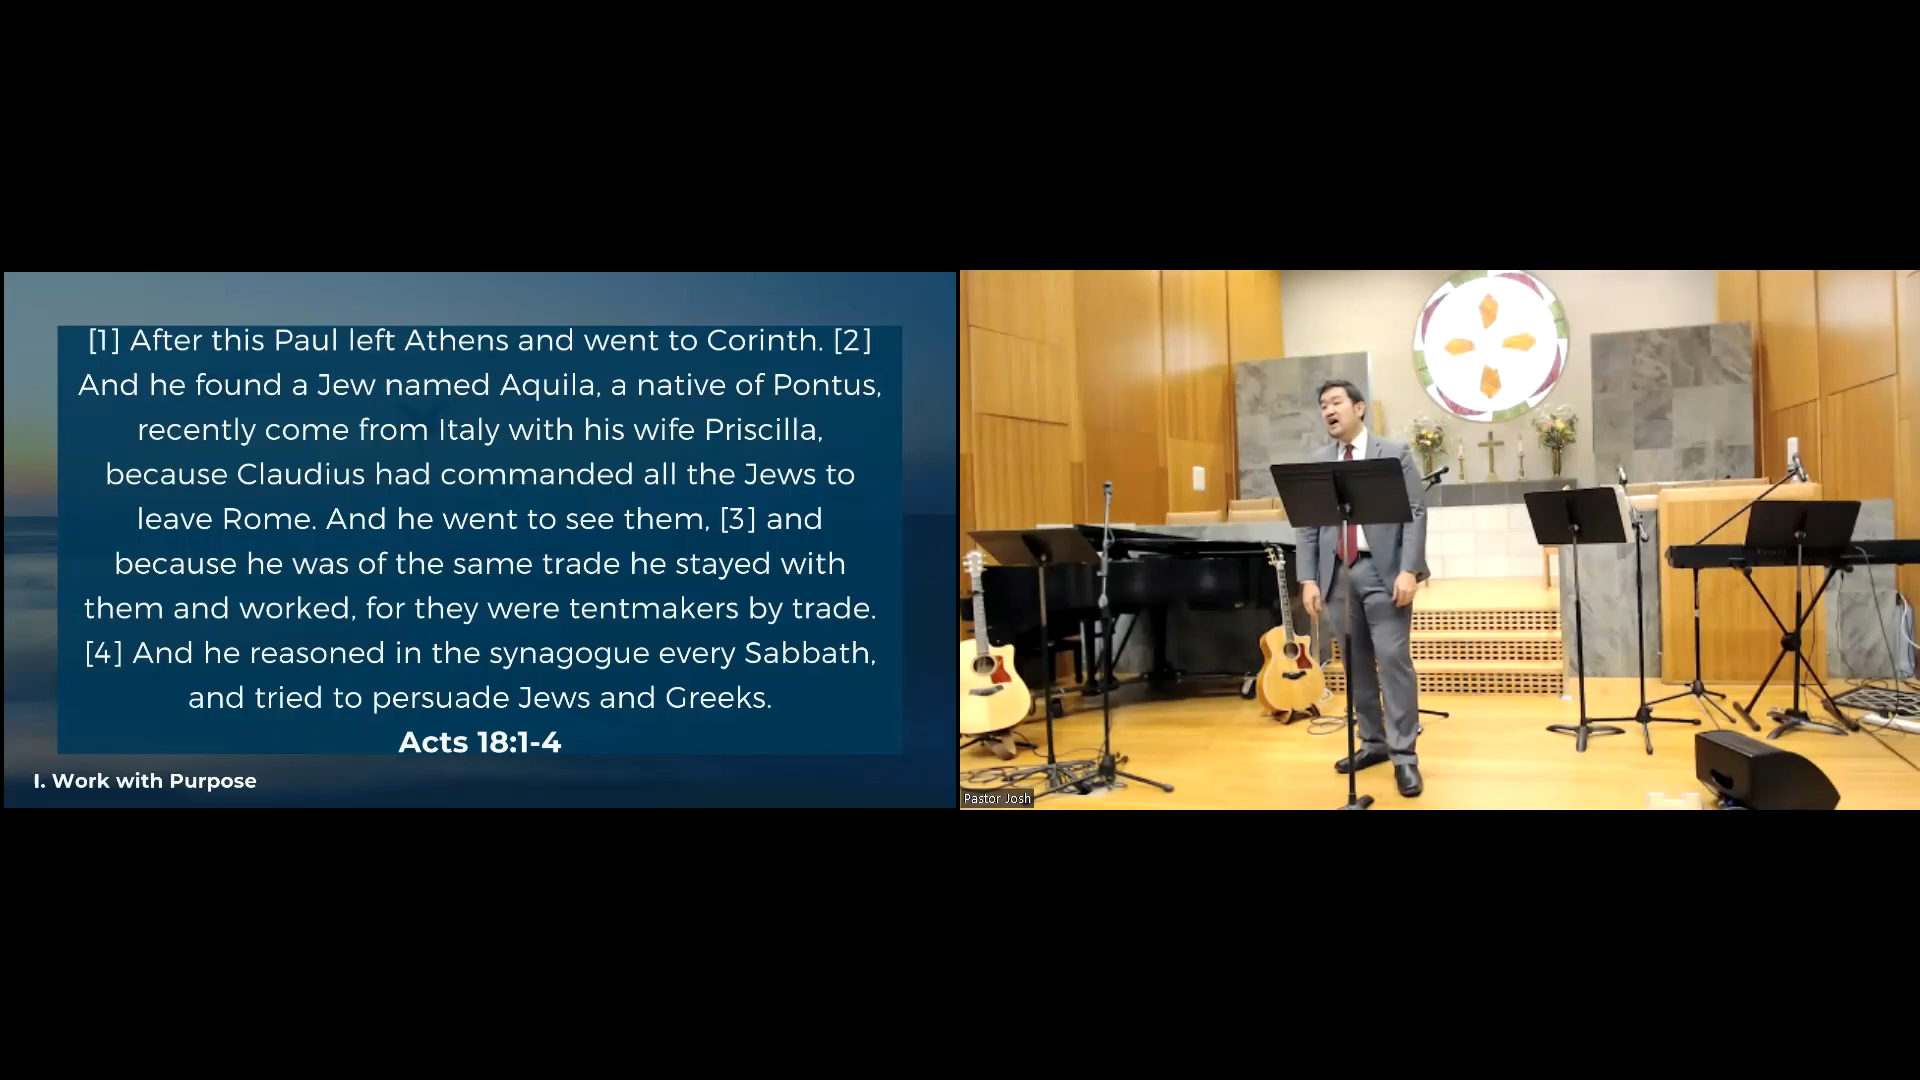 [1] After this Paul left Athens and went to Corinth. [2]
And he found a Jew named Aquila, a native of Pontus,
recently come from Italy with his wife Priscilla,
because Claudius had commanded all the Jews to
leave Rome. And he went to see them, [3] and
because he was of the same trade he stayed with
them and worked, for they were tentmakers by trade.
[4] And he reasoned in the synagogue every Sabbath,
and tried to persuade Jews and Greeks.
Acts 18:1-4
I. Work with Purpose
Pastor Josh